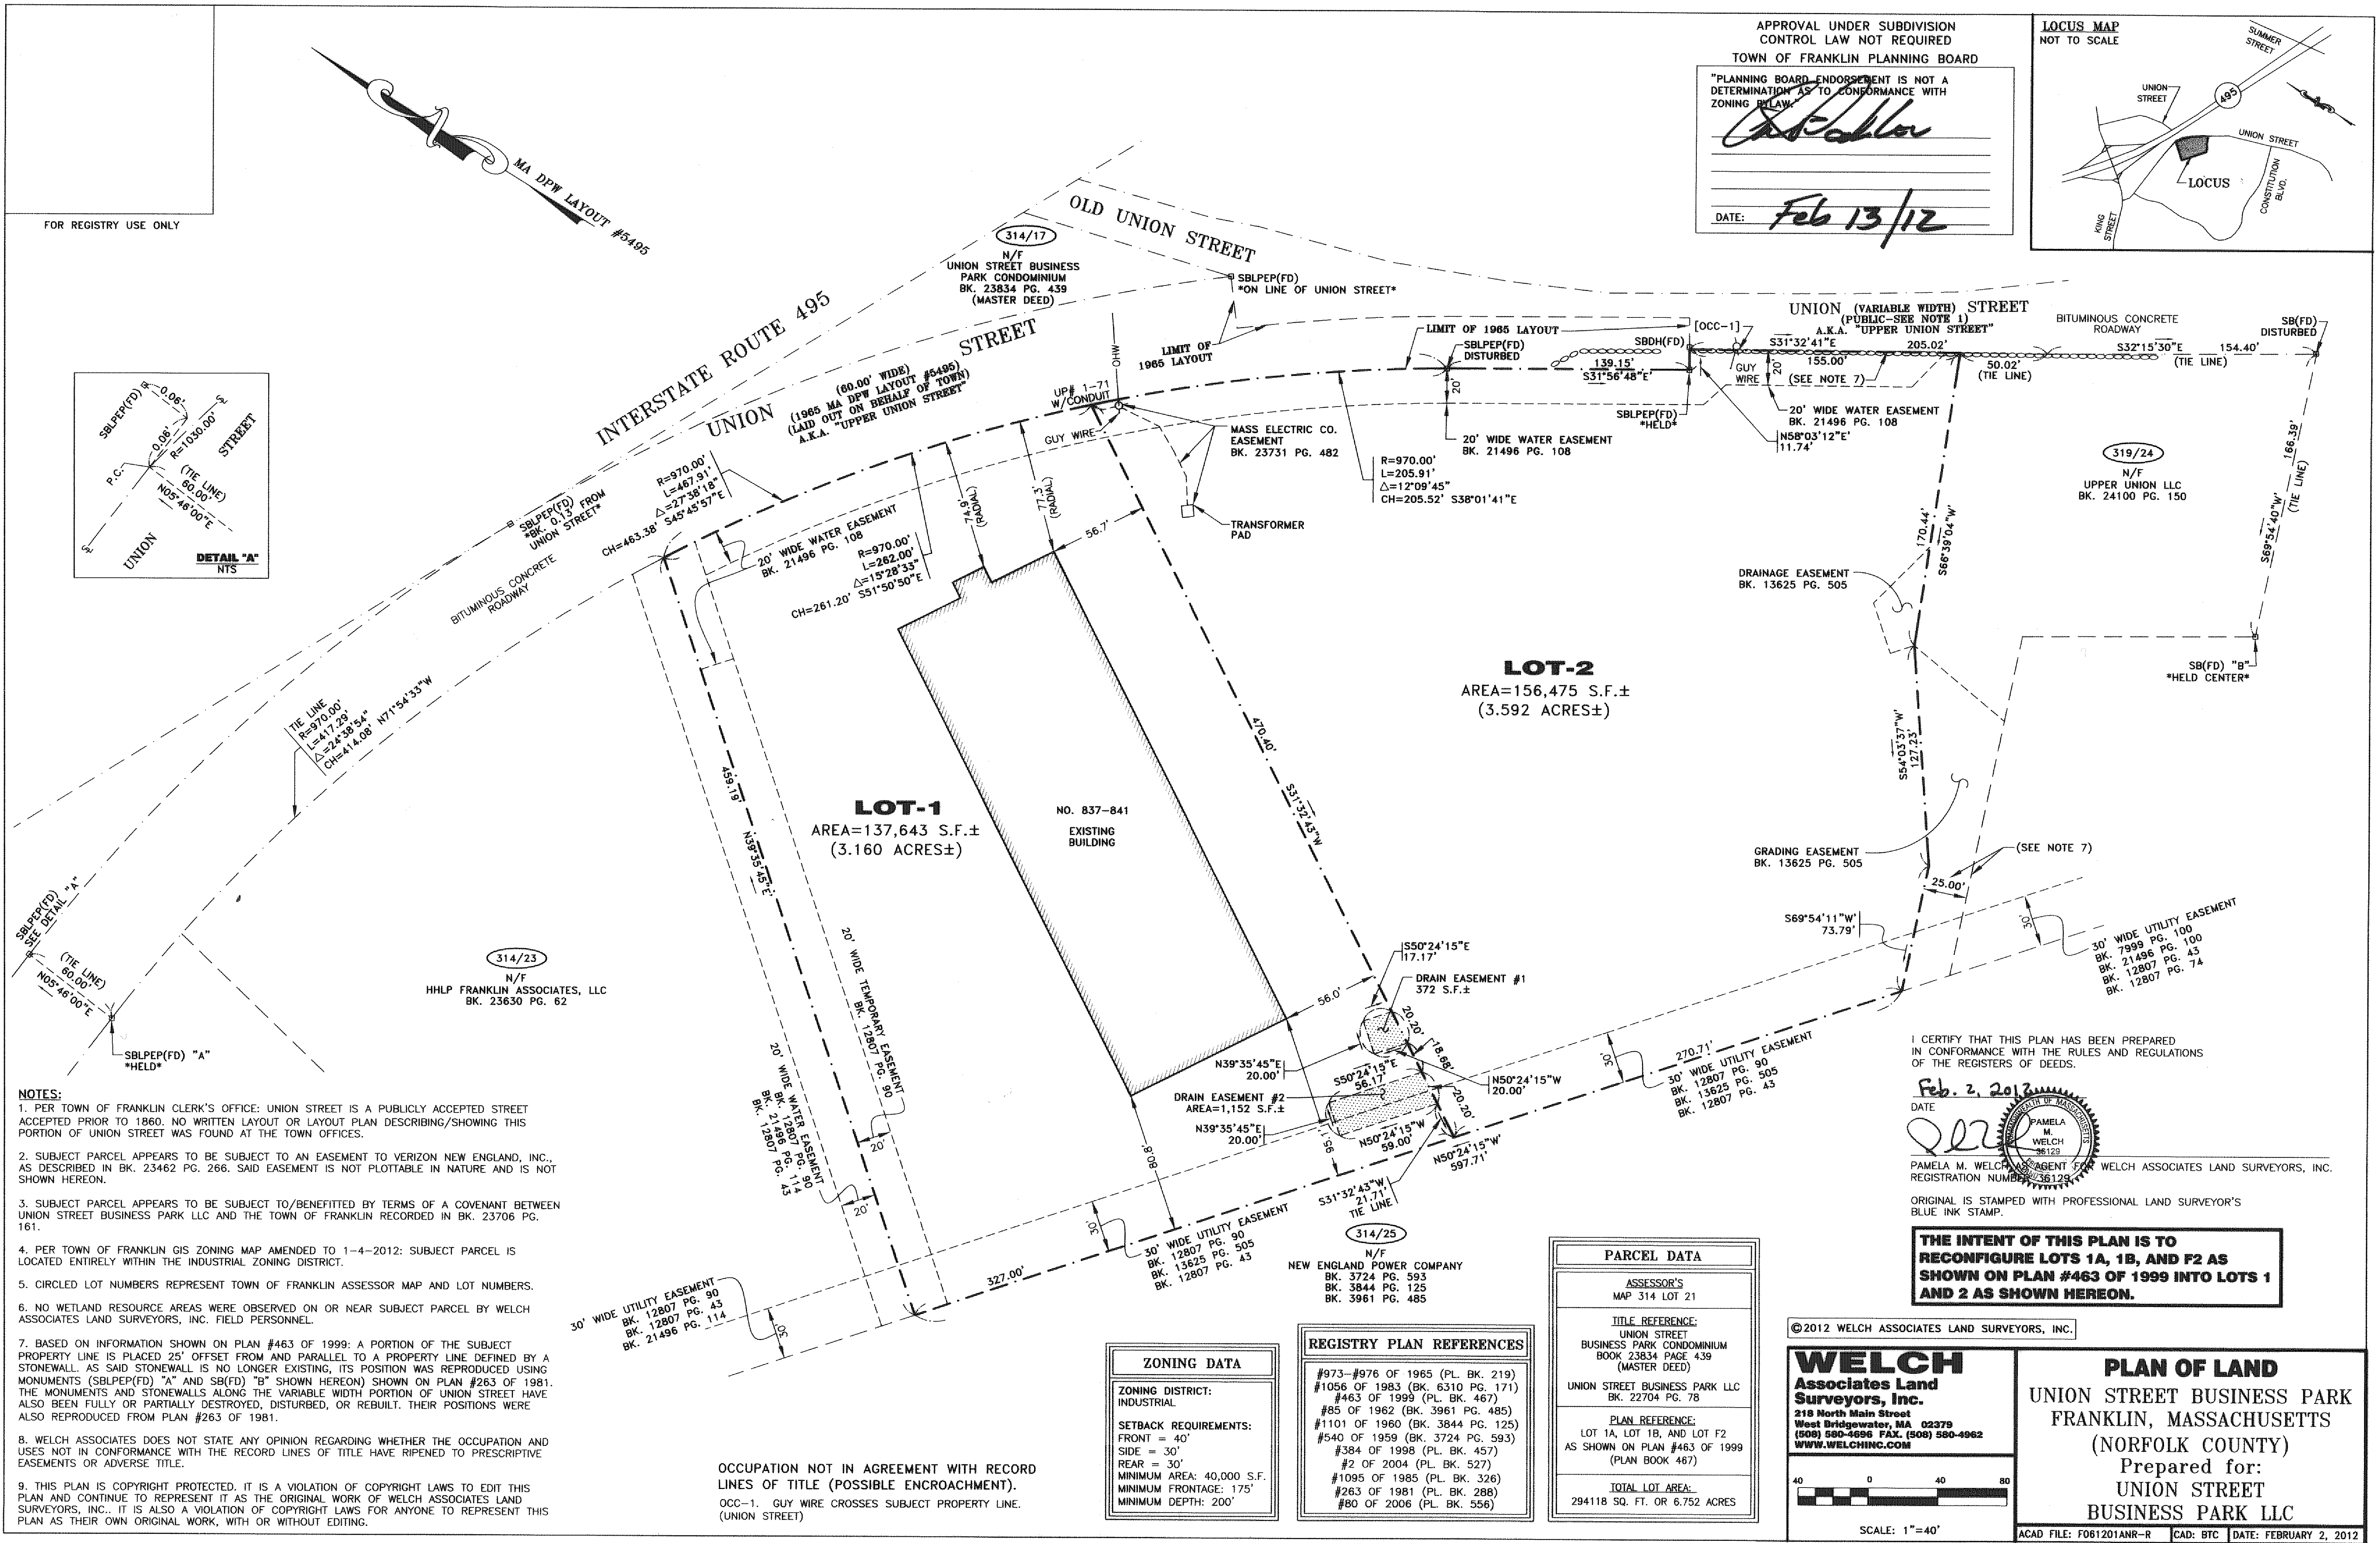 FOR REGISTRY USE ONLY
MA DPW LAYOUT #5495
APPROVAL UNDER SUBDIVISION
CONTROL LAW NOT REQUIRED
TOWN OF FRANKLIN PLANNING BOARD
"PLANNING BOARD ENDORSEMENT IS NOT A
DETERMINATION AS TO CONFORMANCE WITH
ZONING BYLAW."
DATE: Feb 13/12
LOCUS MAP
NOT TO SCALE
SUMMER
STREET
UNION
STREET
495
UNION STREET
LOCUS
CONSTITUTION
BLVD.
KING
STREET
OLD UNION STREET
314/17
N/F
UNION STREET BUSINESS
PARK CONDOMINIUM
BK. 23834 PG. 439
(MASTER DEED)
SBLPEP(FD)
*ON LINE OF UNION STREET*
INTERSTATE ROUTE 495
UNION STREET
(60.00' WIDE)
(1965 MA DPW LAYOUT #5495)
(LAID OUT ON BEHALF OF TOWN)
A.K.A. "UPPER UNION STREET"
LIMIT OF
1965 LAYOUT
OHW
UP# 1-71
W/CONDUIT
GUY WIRE
LIMIT OF 1965 LAYOUT
SBLPEP(FD)
DISTURBED
139.15'
S31°56'48"E
SBDH(FD)
[OCC-1]
UNION (VARIABLE WIDTH) STREET
(PUBLIC-SEE NOTE 1)
A.K.A. "UPPER UNION STREET"
BITUMINOUS CONCRETE
ROADWAY
SB(FD)
DISTURBED
S31°32'41"E 205.02'
155.00'
GUY
WIRE
20'
(SEE NOTE 7)
50.02'
(TIE LINE)
S32°15'30"E 154.40'
(TIE LINE)
SBLPEP(FD)
*HELD*
20' WIDE WATER EASEMENT
BK. 21496 PG. 108
N58°03'12"E
11.74'
20'
20' WIDE WATER EASEMENT
BK. 21496 PG. 108
MASS ELECTRIC CO.
EASEMENT
BK. 23731 PG. 482
R=970.00'
L=205.91'
△=12°09'45"
CH=205.52' S38°01'41"E
TRANSFORMER
PAD
319/24
N/F
UPPER UNION LLC
BK. 24100 PG. 150
166.39'
S69°54'40"W
(TIE LINE)
170.44'
S66°39'04"W
DRAINAGE EASEMENT
BK. 13625 PG. 505
SB(FD) "B"
*HELD CENTER*
SBLPEP(FD)
0.06'
0.06'
R=1030.00'
P.C.
(TIE LINE)
60.00'
N05°46'00"E
UNION
STREET
DETAIL "A"
NTS
SBLPEP(FD)
*BK. 0.13' FROM
UNION STREET*
BITUMINOUS CONCRETE
ROADWAY
R=970.00'
L=467.91'
△=27°38'18"
CH=463.38' S45°45'57"E
20' WIDE WATER EASEMENT
BK. 21496 PG. 108
R=970.00'
L=262.00'
△=15°28'33"
CH=261.20' S51°50'50"E
74.9'
(RADIAL)
77.3'
(RADIAL)
56.7'
TIE LINE
R=970.00'
L=417.29'
△=24°38'54"
CH=414.08' N71°54'33"W
LOT-1
AREA=137,643 S.F.±
(3.160 ACRES±)
459.19'
N39°35'45"E
NO. 837-841
EXISTING
BUILDING
470.40'
S31°32'43"W
LOT-2
AREA=156,475 S.F.±
(3.592 ACRES±)
S54°03'37"W
127.23'
GRADING EASEMENT
BK. 13625 PG. 505
(SEE NOTE 7)
25.00'
S69°54'11"W
73.79'
30'
30' WIDE UTILITY EASEMENT
BK. 7999 PG. 100
BK. 21496 PG. 100
BK. 12807 PG. 43
BK. 12807 PG. 74
SBLPEP(FD)
SEE DETAIL "A"
(TIE LINE)
60.00'
N05°46'00"E
SBLPEP(FD) "A"
*HELD*
314/23
N/F
HHLP FRANKLIN ASSOCIATES, LLC
BK. 23630 PG. 62
20' WIDE TEMPORARY EASEMENT
BK. 12807 PG. 90
20' WIDE WATER EASEMENT
BK. 12807 PG. 90
BK. 21496 PG. 114
BK. 12807 PG. 43
20'
20'
S50°24'15"E
17.17'
DRAIN EASEMENT #1
372 S.F.±
56.0'
20.20'
18.68'
N39°35'45"E
20.00'
S50°24'15"E
56.17'
N50°24'15"W
20.00'
DRAIN EASEMENT #2
AREA=1,152 S.F.±
N39°35'45"E
20.00'
20.20'
N50°24'15"W
59.00'
95.1'
80.8'
N50°24'15"W
597.71'
S31°32'43"W
21.71'
TIE LINE
270.71'
30'
30' WIDE UTILITY EASEMENT
BK. 12807 PG. 90
BK. 13625 PG. 505
BK. 12807 PG. 43
30'
30' WIDE UTILITY EASEMENT
BK. 12807 PG. 90
BK. 13625 PG. 505
BK. 12807 PG. 43
327.00'
30' WIDE UTILITY EASEMENT
BK. 12807 PG. 90
BK. 12807 PG. 43
BK. 21496 PG. 114
30'
314/25
N/F
NEW ENGLAND POWER COMPANY
BK. 3724 PG. 593
BK. 3844 PG. 125
BK. 3961 PG. 485
NOTES:
1. PER TOWN OF FRANKLIN CLERK'S OFFICE: UNION STREET IS A PUBLICLY ACCEPTED STREET
ACCEPTED PRIOR TO 1860. NO WRITTEN LAYOUT OR LAYOUT PLAN DESCRIBING/SHOWING THIS
PORTION OF UNION STREET WAS FOUND AT THE TOWN OFFICES.
2. SUBJECT PARCEL APPEARS TO BE SUBJECT TO AN EASEMENT TO VERIZON NEW ENGLAND, INC.,
AS DESCRIBED IN BK. 23462 PG. 266. SAID EASEMENT IS NOT PLOTTABLE IN NATURE AND IS NOT
SHOWN HEREON.
3. SUBJECT PARCEL APPEARS TO BE SUBJECT TO/BENEFITTED BY TERMS OF A COVENANT BETWEEN
UNION STREET BUSINESS PARK LLC AND THE TOWN OF FRANKLIN RECORDED IN BK. 23706 PG.
161.
4. PER TOWN OF FRANKLIN GIS ZONING MAP AMENDED TO 1-4-2012: SUBJECT PARCEL IS
LOCATED ENTIRELY WITHIN THE INDUSTRIAL ZONING DISTRICT.
5. CIRCLED LOT NUMBERS REPRESENT TOWN OF FRANKLIN ASSESSOR MAP AND LOT NUMBERS.
6. NO WETLAND RESOURCE AREAS WERE OBSERVED ON OR NEAR SUBJECT PARCEL BY WELCH
ASSOCIATES LAND SURVEYORS, INC. FIELD PERSONNEL.
7. BASED ON INFORMATION SHOWN ON PLAN #463 OF 1999: A PORTION OF THE SUBJECT
PROPERTY LINE IS PLACED 25' OFFSET FROM AND PARALLEL TO A PROPERTY LINE DEFINED BY A
STONEWALL. AS SAID STONEWALL IS NO LONGER EXISTING, ITS POSITION WAS REPRODUCED USING
MONUMENTS (SBLPEP(FD) "A" AND SB(FD) "B" SHOWN HEREON) SHOWN ON PLAN #263 OF 1981.
THE MONUMENTS AND STONEWALLS ALONG THE VARIABLE WIDTH PORTION OF UNION STREET HAVE
ALSO BEEN FULLY OR PARTIALLY DESTROYED, DISTURBED, OR REBUILT. THEIR POSITIONS WERE
ALSO REPRODUCED FROM PLAN #263 OF 1981.
8. WELCH ASSOCIATES DOES NOT STATE ANY OPINION REGARDING WHETHER THE OCCUPATION AND
USES NOT IN CONFORMANCE WITH THE RECORD LINES OF TITLE HAVE RIPENED TO PRESCRIPTIVE
EASEMENTS OR ADVERSE TITLE.
9. THIS PLAN IS COPYRIGHT PROTECTED. IT IS A VIOLATION OF COPYRIGHT LAWS TO EDIT THIS
PLAN AND CONTINUE TO REPRESENT IT AS THE ORIGINAL WORK OF WELCH ASSOCIATES LAND
SURVEYORS, INC.. IT IS ALSO A VIOLATION OF COPYRIGHT LAWS FOR ANYONE TO REPRESENT THIS
PLAN AS THEIR OWN ORIGINAL WORK, WITH OR WITHOUT EDITING.
OCCUPATION NOT IN AGREEMENT WITH RECORD
LINES OF TITLE (POSSIBLE ENCROACHMENT).
OCC-1. GUY WIRE CROSSES SUBJECT PROPERTY LINE.
(UNION STREET)
ZONING DATA
ZONING DISTRICT:
INDUSTRIAL
SETBACK REQUIREMENTS:
FRONT = 40'
SIDE = 30'
REAR = 30'
MINIMUM AREA: 40,000 S.F.
MINIMUM FRONTAGE: 175'
MINIMUM DEPTH: 200'
REGISTRY PLAN REFERENCES
#973-#976 OF 1965 (PL. BK. 219)
#1056 OF 1983 (BK. 6310 PG. 171)
#463 OF 1999 (PL. BK. 467)
#85 OF 1962 (BK. 3961 PG. 485)
#1101 OF 1960 (BK. 3844 PG. 125)
#540 OF 1959 (BK. 3724 PG. 593)
#384 OF 1998 (PL. BK. 457)
#2 OF 2004 (PL. BK. 527)
#1095 OF 1985 (PL. BK. 326)
#263 OF 1981 (PL. BK. 288)
#80 OF 2006 (PL. BK. 556)
PARCEL DATA
ASSESSOR'S
MAP 314 LOT 21
TITLE REFERENCE:
UNION STREET
BUSINESS PARK CONDOMINIUM
BOOK 23834 PAGE 439
(MASTER DEED)
UNION STREET BUSINESS PARK LLC
BK. 22704 PG. 78
PLAN REFERENCE:
LOT 1A, LOT 1B, AND LOT F2
AS SHOWN ON PLAN #463 OF 1999
(PLAN BOOK 467)
TOTAL LOT AREA:
294118 SQ. FT. OR 6.752 ACRES
I CERTIFY THAT THIS PLAN HAS BEEN PREPARED
IN CONFORMANCE WITH THE RULES AND REGULATIONS
OF THE REGISTERS OF DEEDS.
Feb. 2, 2012
DATE
PAMELA
M.
WELCH
36129
PAMELA M. WELCH AS AGENT FOR WELCH ASSOCIATES LAND SURVEYORS, INC.
REGISTRATION NUMBER 36129
ORIGINAL IS STAMPED WITH PROFESSIONAL LAND SURVEYOR'S
BLUE INK STAMP.
THE INTENT OF THIS PLAN IS TO
RECONFIGURE LOTS 1A, 1B, AND F2 AS
SHOWN ON PLAN #463 OF 1999 INTO LOTS 1
AND 2 AS SHOWN HEREON.
©2012 WELCH ASSOCIATES LAND SURVEYORS, INC.
WELCH
Associates Land
Surveyors, Inc.
218 North Main Street
West Bridgewater, MA 02379
(508) 580-4696 FAX. (508) 580-4962
WWW.WELCHINC.COM
40 0 40 80
SCALE: 1"=40'
PLAN OF LAND
UNION STREET BUSINESS PARK
FRANKLIN, MASSACHUSETTS
(NORFOLK COUNTY)
Prepared for:
UNION STREET
BUSINESS PARK LLC
ACAD FILE: F061201ANR-R CAD: BTC DATE: FEBRUARY 2, 2012